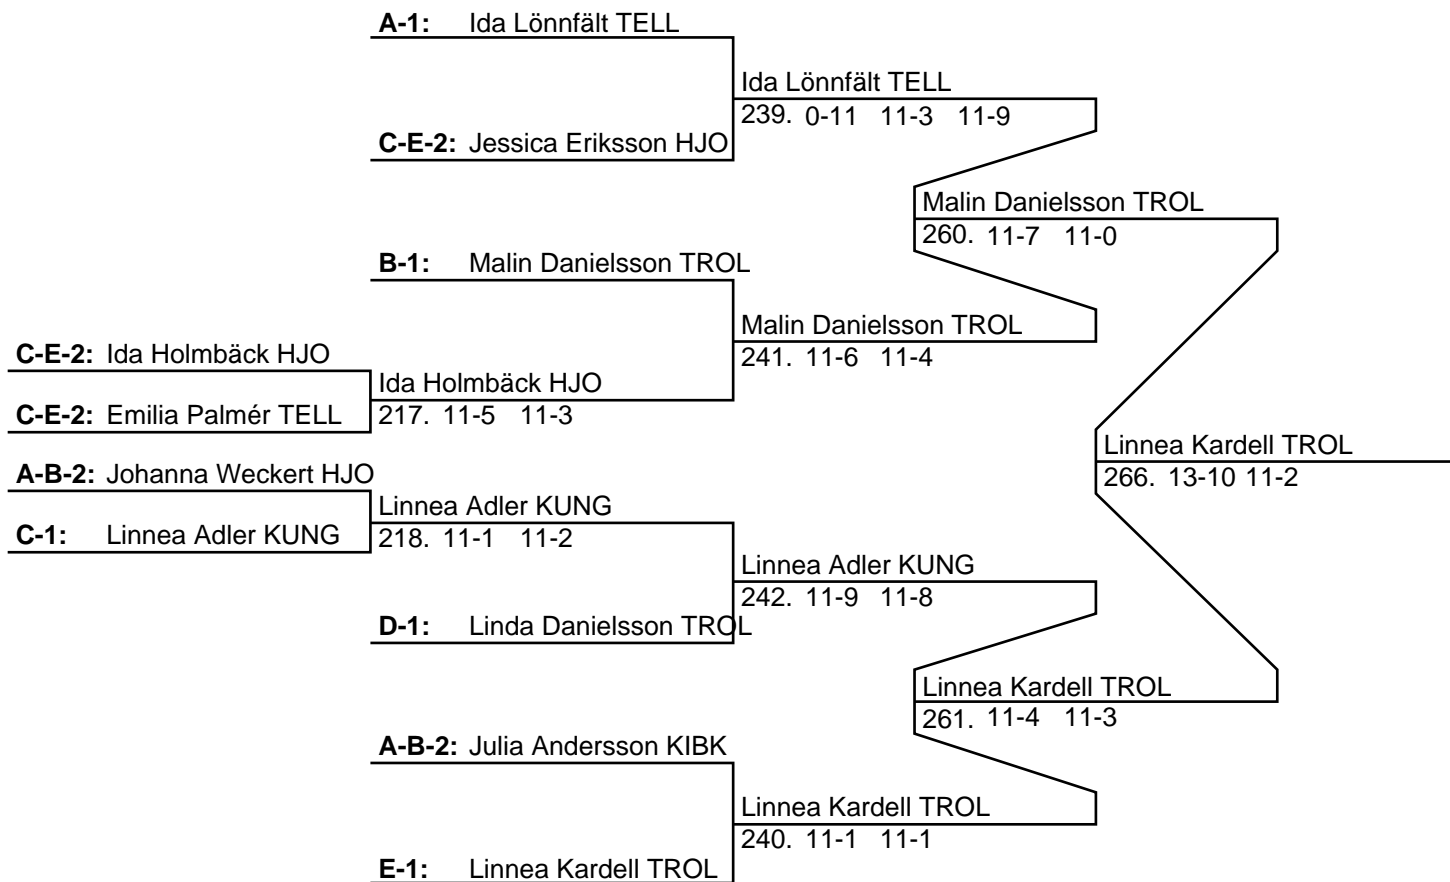 A-1: Ida Lönnfält TELL
Ida Lönnfält TELL
239. 0-11 11-3 11-9
C-E-2: Jessica Eriksson HJO
Malin Danielsson TROL
260. 11-7 11-0
B-1: Malin Danielsson TROL
Malin Danielsson TROL
241. 11-6 11-4
C-E-2: Ida Holmbäck HJO
Ida Holmbäck HJO
217. 11-5 11-3
C-E-2: Emilia Palmér TELL
Linnea Kardell TROL
266. 13-10 11-2
A-B-2: Johanna Weckert HJO
Linnea Adler KUNG
218. 11-1 11-2
C-1: Linnea Adler KUNG
Linnea Adler KUNG
242. 11-9 11-8
D-1: Linda Danielsson TROL
Linnea Kardell TROL
261. 11-4 11-3
A-B-2: Julia Andersson KIBK
Linnea Kardell TROL
240. 11-1 11-1
E-1: Linnea Kardell TROL